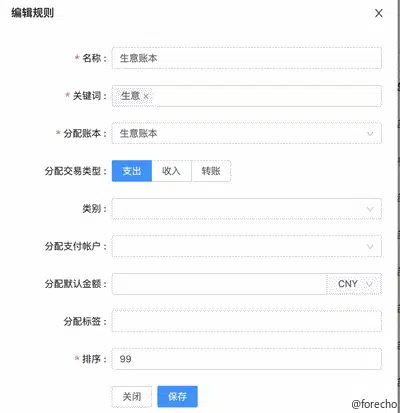 编辑规则
* 名称： 生意账本
* 关键词： 生意 ×
* 分配账本： 生意账本
分配交易类型： 支出 收入 转账
类别：
分配支付帐户：
分配默认金额： CNY
分配标签：
* 排序： 99
关闭 保存
@forecho